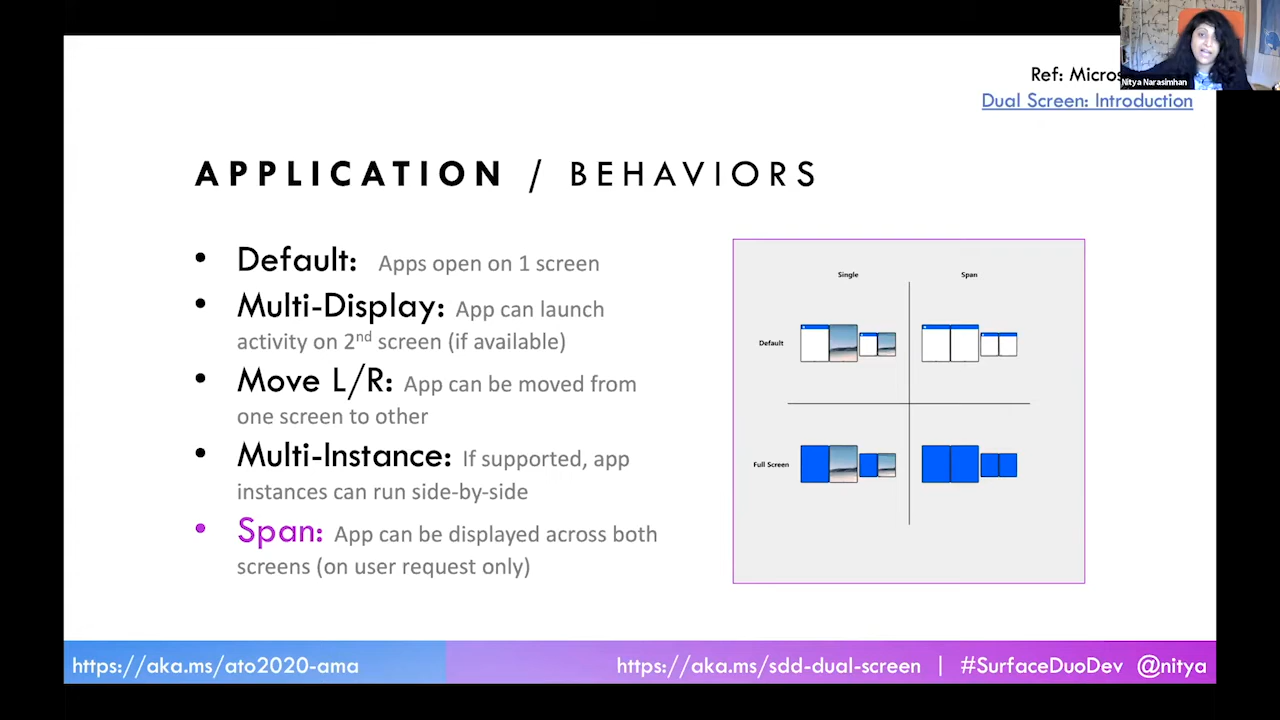 Ref: Micros
Dual Screen: Introduction
Nitya Narasimhan
APPLICATION / BEHAVIORS
• Default: Apps open on 1 screen
• Multi-Display: App can launch
activity on 2nd screen (if available)
• Move L/R: App can be moved from
one screen to other
• Multi-Instance: If supported, app
instances can run side-by-side
• Span: App can be displayed across both
screens (on user request only)
Single Span
Default
Full Screen
https://aka.ms/ato2020-ama
https://aka.ms/sdd-dual-screen | #SurfaceDuoDev @nitya